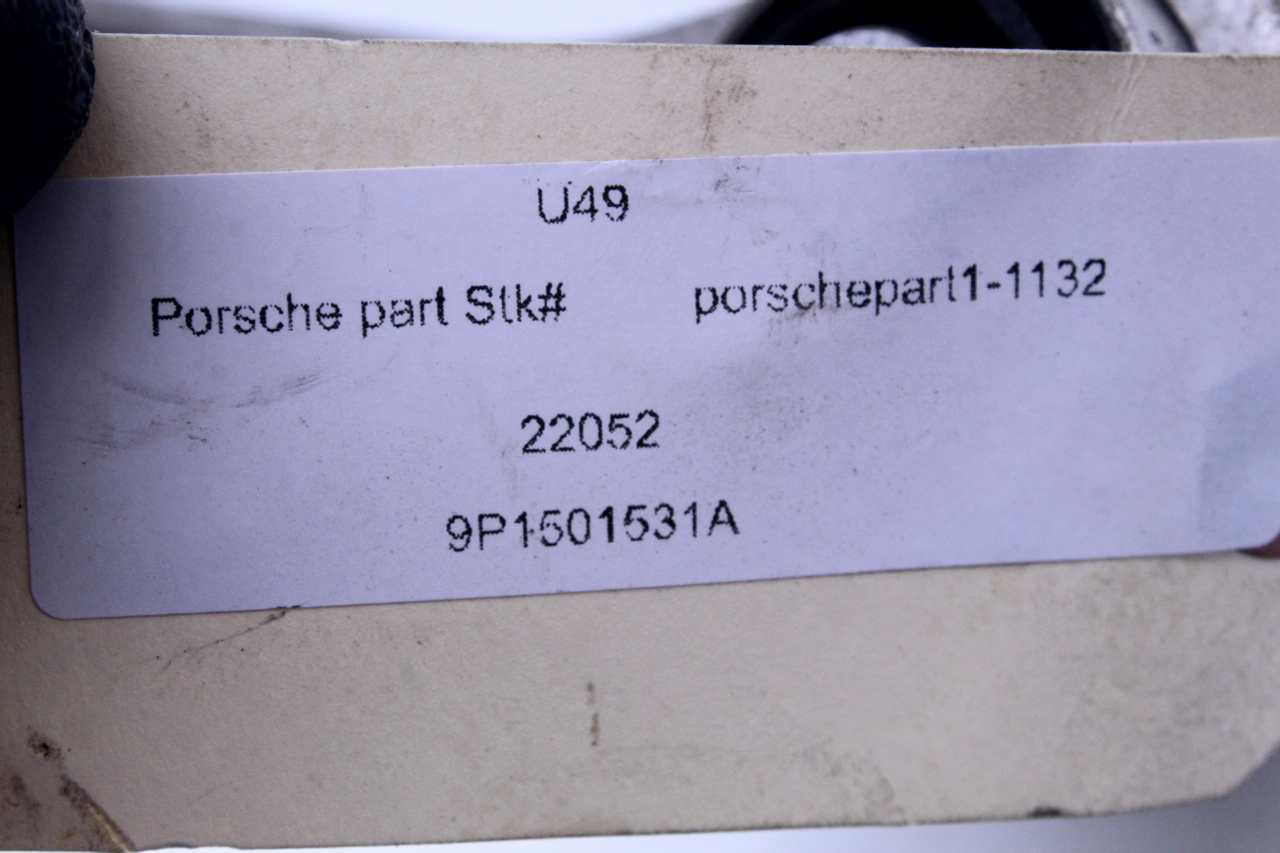 U49
Porsche part Stk# porschepart1-1132
22052
9P1501531A